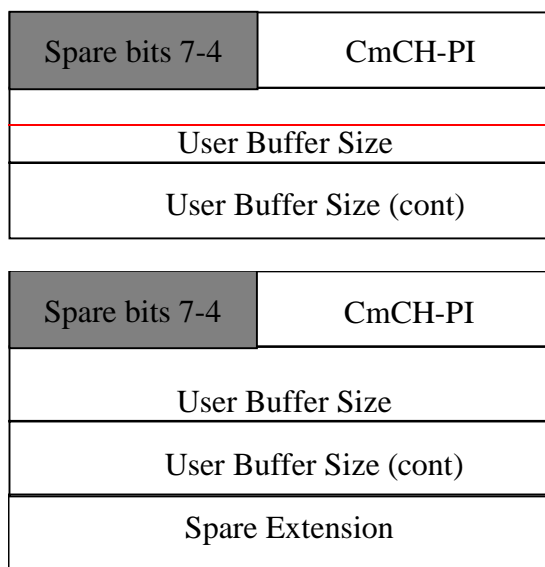 Spare bits 7-4 CmCH-PI
User Buffer Size
User Buffer Size (cont)
Spare bits 7-4 CmCH-PI
User Buffer Size
User Buffer Size (cont)
Spare Extension